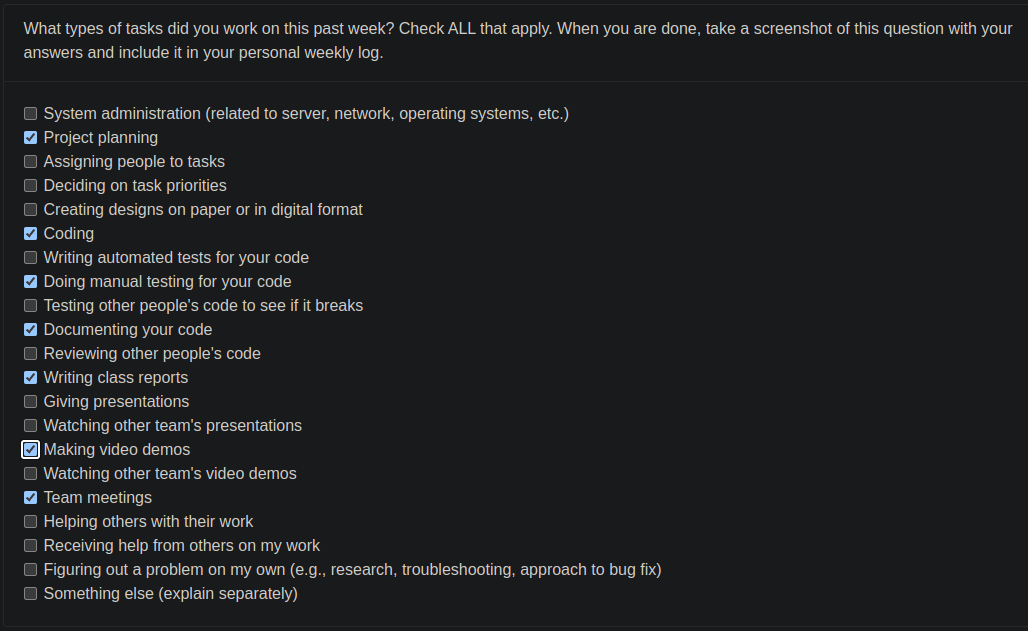 What types of tasks did you work on this past week? Check ALL that apply. When you are done, take a screenshot of this question with your
answers and include it in your personal weekly log.
System administration (related to server, network, operating systems, etc.)
Project planning
Assigning people to tasks
Deciding on task priorities
Creating designs on paper or in digital format
Coding
Writing automated tests for your code
Doing manual testing for your code
Testing other people's code to see if it breaks
Documenting your code
Reviewing other people's code
Writing class reports
Giving presentations
Watching other team's presentations
Making video demos
Watching other team's video demos
Team meetings
Helping others with their work
Receiving help from others on my work
Figuring out a problem on my own (e.g., research, troubleshooting, approach to bug fix)
Something else (explain separately)